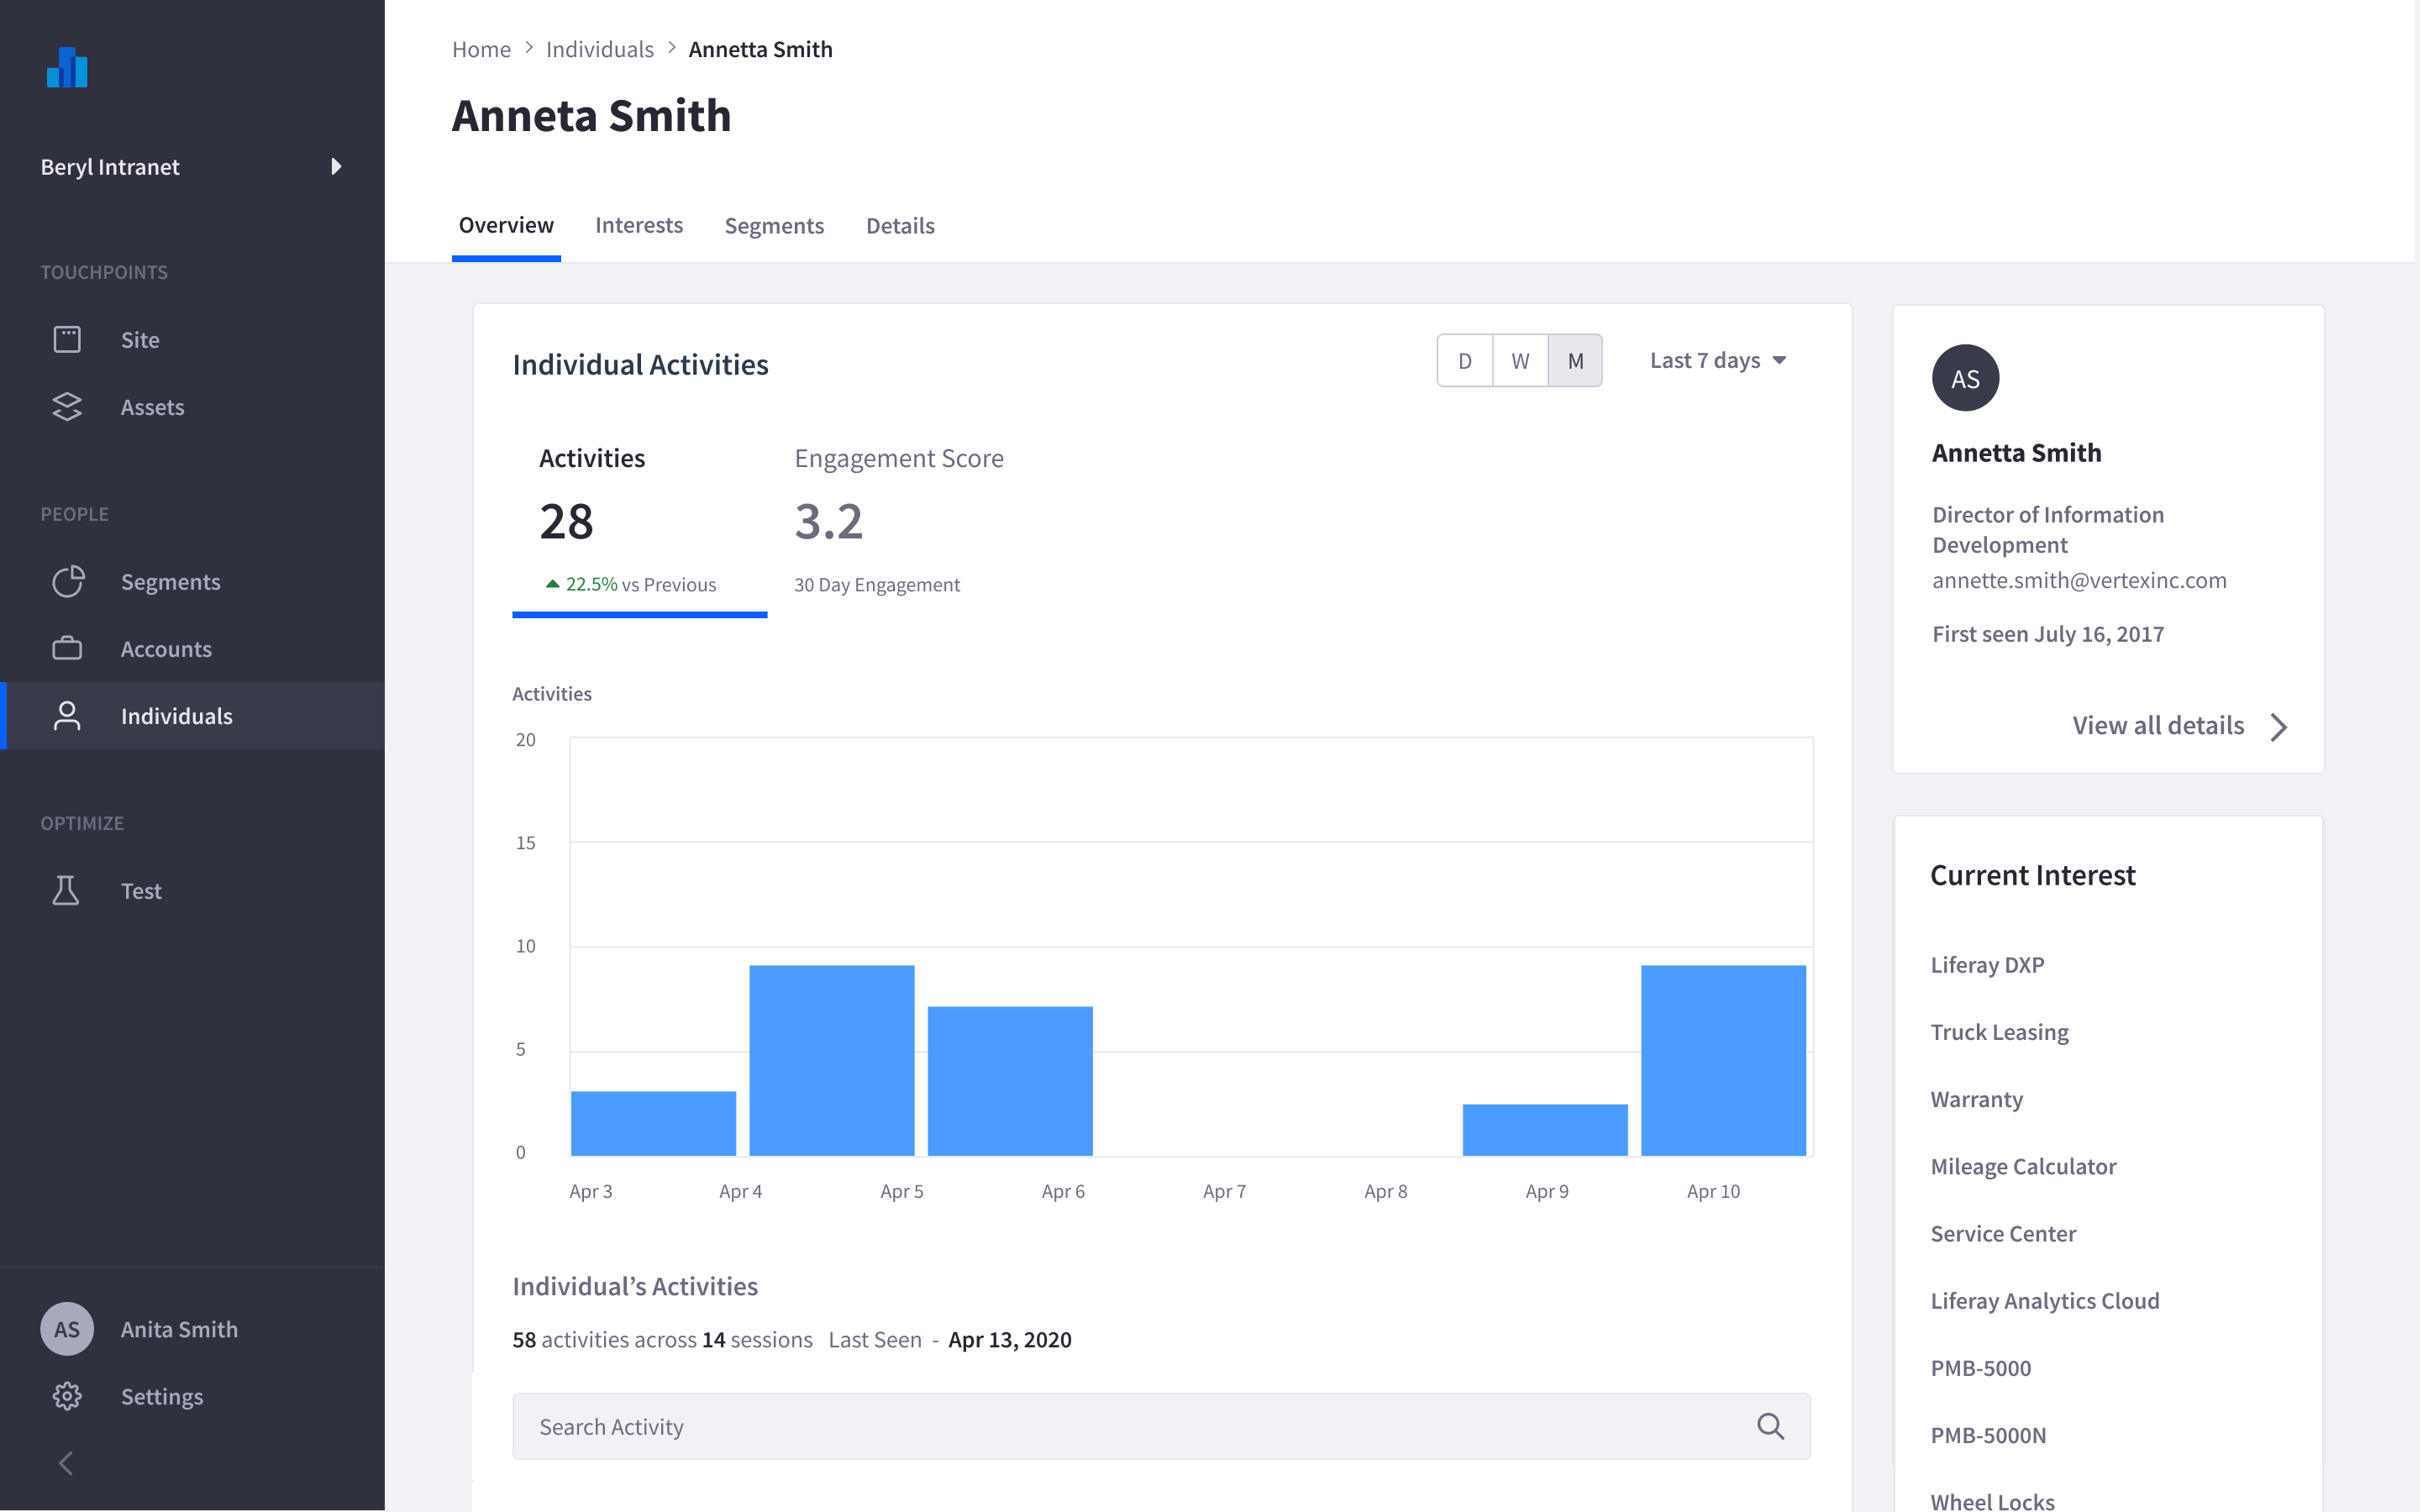 Beryl Intranet
TOUCHPOINTS
Site
Assets
PEOPLE
Segments
Accounts
Individuals
OPTIMIZE
Test
AS
Anita Smith
Settings
Home > Individuals > Annetta Smith
Anneta Smith
Overview Interests Segments Details
Individual Activities
D W M
Last 7 days
Activities
28
22.5% vs Previous
Engagement Score
3.2
30 Day Engagement
Activities
20
15
10
5
0
Apr 3 Apr 4 Apr 5 Apr 6 Apr 7 Apr 8 Apr 9 Apr 10
Individual’s Activities
58 activities across 14 sessions Last Seen - Apr 13, 2020
Search Activity
AS
Annetta Smith
Director of Information
Development
annette.smith@vertexinc.com
First seen July 16, 2017
View all details
Current Interest
Liferay DXP
Truck Leasing
Warranty
Mileage Calculator
Service Center
Liferay Analytics Cloud
PMB-5000
PMB-5000N
Wheel Locks